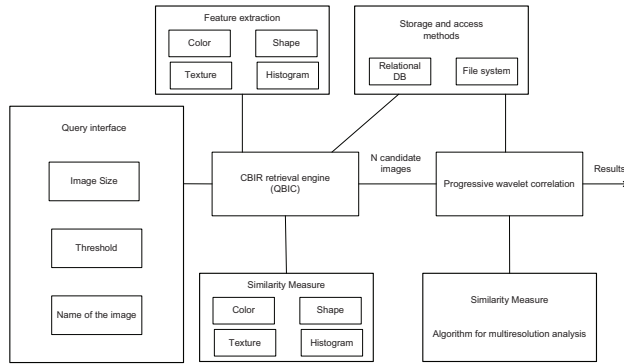 Feature extraction
Color
Shape
Texture
Histogram
Storage and access
methods
Relational
DB
File system
Query interface
Image Size
Threshold
Name of the image
CBIR retrieval engine
(QBIC)
N candidate
images
Progressive wavelet correlation
Results
Similarity Measure
Color
Shape
Texture
Histogram
Similarity Measure
Algorithm for multiresolution analysis